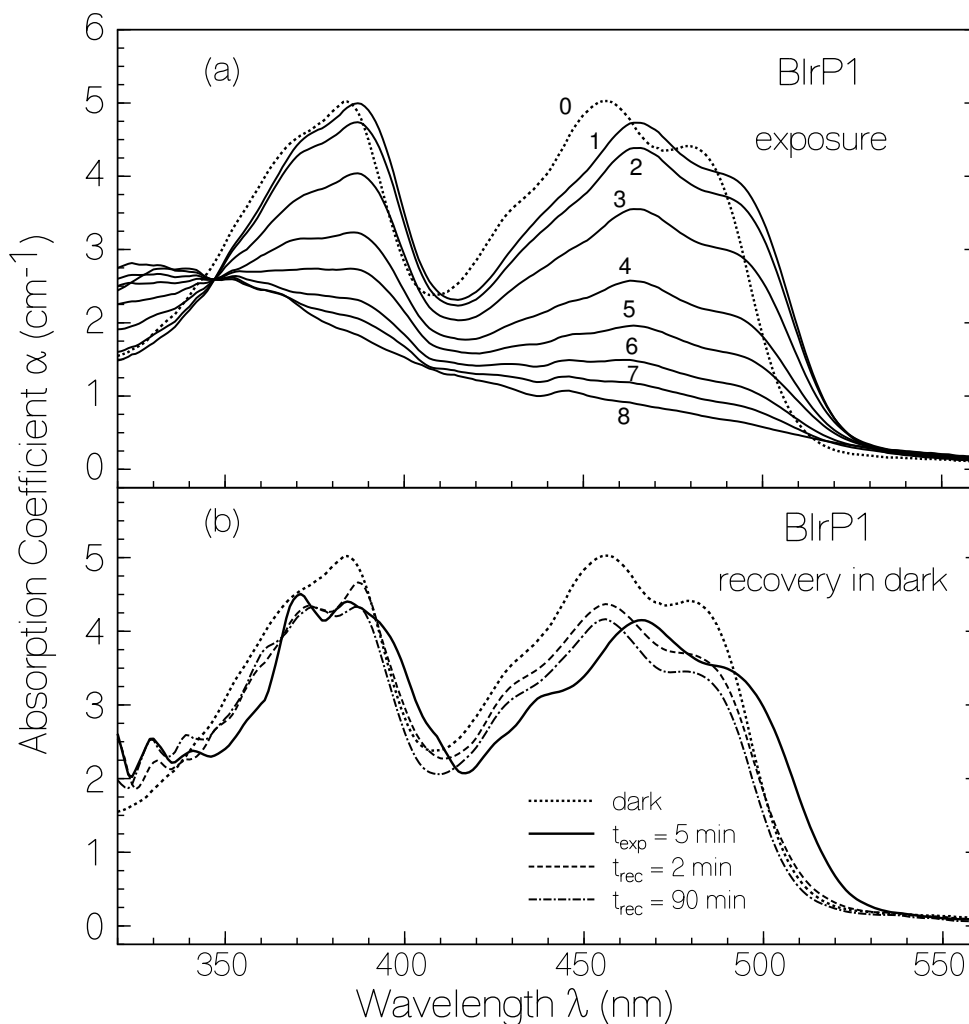 6
(a)
BlrP1
5
0
1
exposure
2
4
3
3
4
2
5
6
7
1
8
0
Absorption Coefficient α (cm⁻¹)
(b)
BlrP1
5
recovery in dark
4
3
2
dark
t_exp = 5 min
1
t_rec = 2 min
t_rec = 90 min
0
350 400 450 500 550
Wavelength λ (nm)